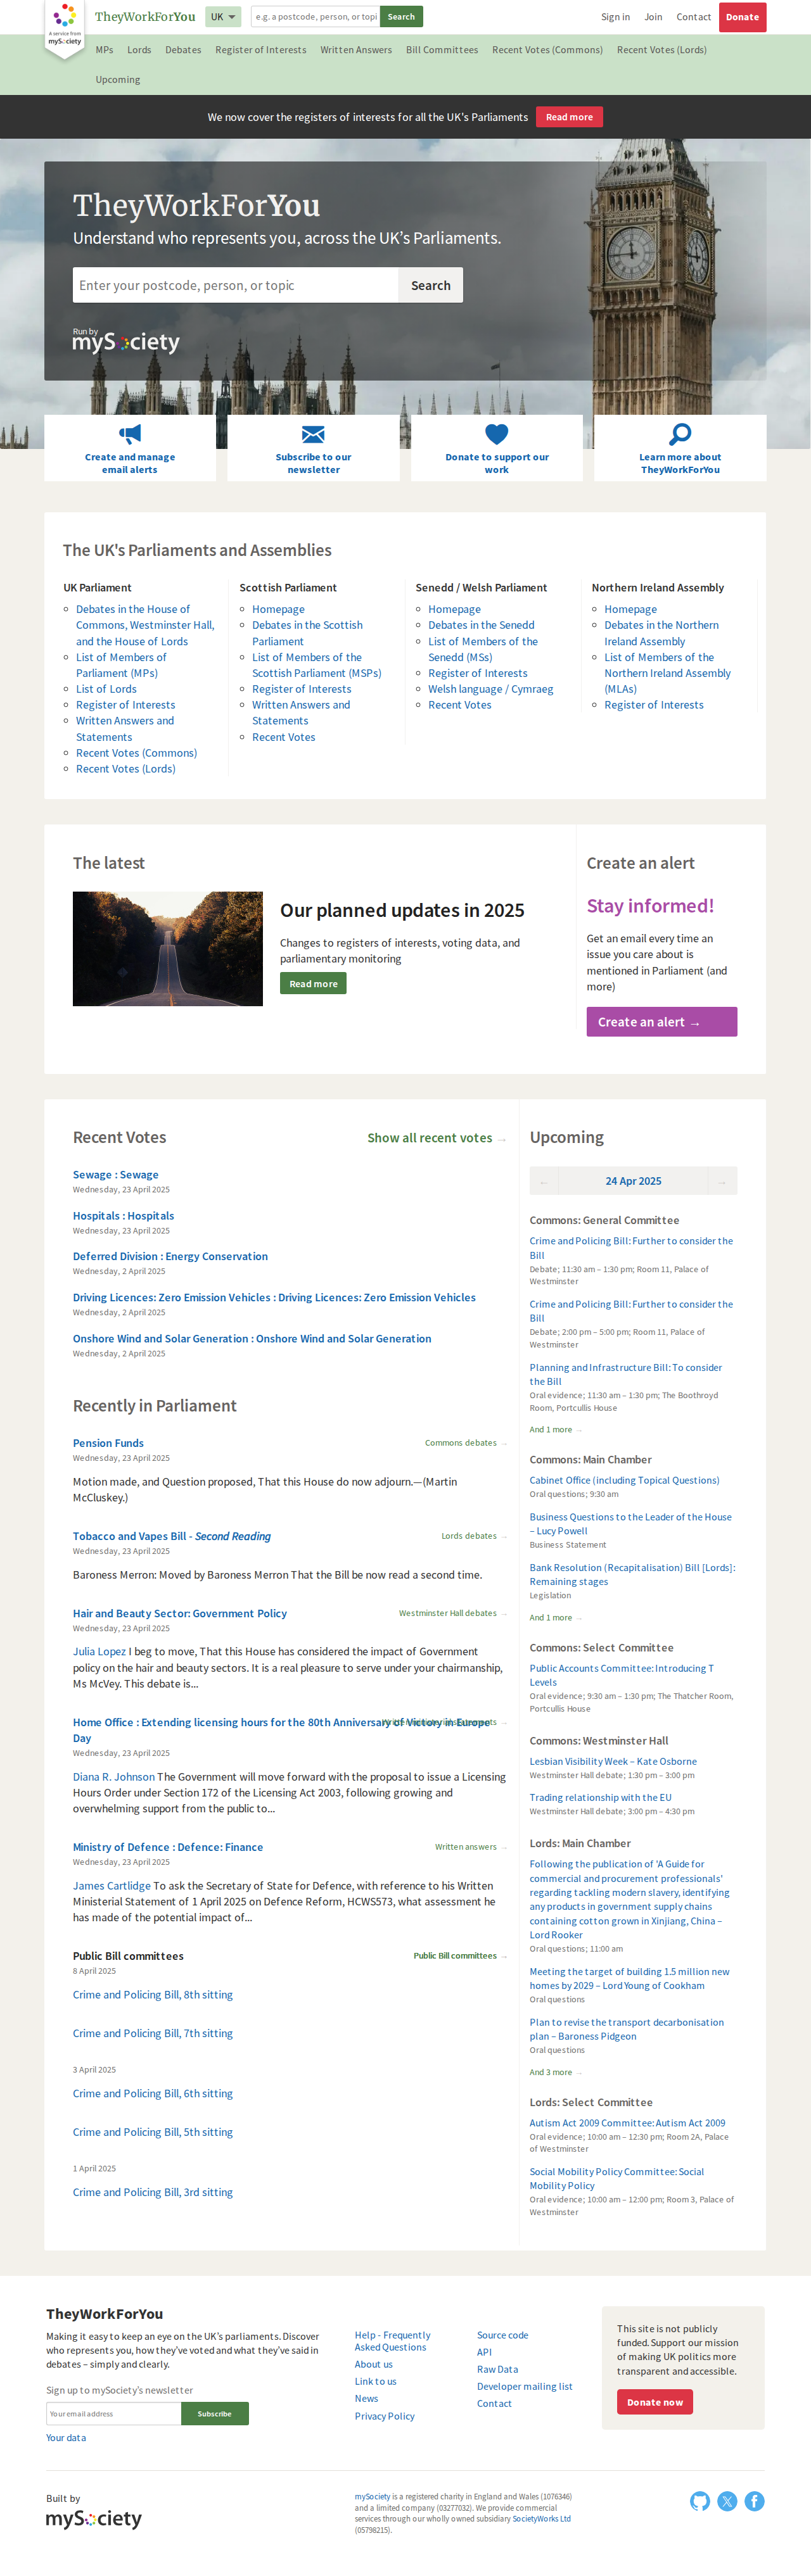 A service from
mySociety
TheyWorkForYou
UK
e.g. a postcode, person, or topi
Search
Sign in
Join
Contact
Donate
MPs
Lords
Debates
Register of Interests
Written Answers
Bill Committees
Recent Votes (Commons)
Recent Votes (Lords)
Upcoming
We now cover the registers of interests for all the UK's Parliaments
Read more
TheyWorkForYou
Understand who represents you, across the UK’s Parliaments.
Enter your postcode, person, or topic
Search
Run by
mySociety
Create and manage
email alerts
Subscribe to our
newsletter
Donate to support our
work
Learn more about
TheyWorkForYou
The UK's Parliaments and Assemblies
UK Parliament
Debates in the House of
Commons, Westminster Hall,
and the House of Lords
List of Members of
Parliament (MPs)
List of Lords
Register of Interests
Written Answers and
Statements
Recent Votes (Commons)
Recent Votes (Lords)
Scottish Parliament
Homepage
Debates in the Scottish
Parliament
List of Members of the
Scottish Parliament (MSPs)
Register of Interests
Written Answers and
Statements
Recent Votes
Senedd / Welsh Parliament
Homepage
Debates in the Senedd
List of Members of the
Senedd (MSs)
Register of Interests
Welsh language / Cymraeg
Recent Votes
Northern Ireland Assembly
Homepage
Debates in the Northern
Ireland Assembly
List of Members of the
Northern Ireland Assembly
(MLAs)
Register of Interests
The latest
Our planned updates in 2025
Changes to registers of interests, voting data, and
parliamentary monitoring
Read more
Create an alert
Stay informed!
Get an email every time an
issue you care about is
mentioned in Parliament (and
more)
Create an alert →
Recent Votes
Show all recent votes →
Sewage : Sewage
Wednesday, 23 April 2025
Hospitals : Hospitals
Wednesday, 23 April 2025
Deferred Division : Energy Conservation
Wednesday, 2 April 2025
Driving Licences: Zero Emission Vehicles : Driving Licences: Zero Emission Vehicles
Wednesday, 2 April 2025
Onshore Wind and Solar Generation : Onshore Wind and Solar Generation
Wednesday, 2 April 2025
Recently in Parliament
Pension Funds
Commons debates →
Wednesday, 23 April 2025
Motion made, and Question proposed, That this House do now adjourn.—(Martin
McCluskey.)
Tobacco and Vapes Bill - Second Reading
Lords debates →
Wednesday, 23 April 2025
Baroness Merron: Moved by Baroness Merron That the Bill be now read a second time.
Hair and Beauty Sector: Government Policy
Westminster Hall debates →
Wednesday, 23 April 2025
Julia Lopez I beg to move, That this House has considered the impact of Government
policy on the hair and beauty sectors. It is a real pleasure to serve under your chairmanship,
Ms McVey. This debate is...
Home Office : Extending licensing hours for the 80th Anniversary of Victory in Europe
Day
Written ministerial statements →
Wednesday, 23 April 2025
Diana R. Johnson The Government will move forward with the proposal to issue a Licensing
Hours Order under Section 172 of the Licensing Act 2003, following growing and
overwhelming support from the public to...
Ministry of Defence : Defence: Finance
Written answers →
Wednesday, 23 April 2025
James Cartlidge To ask the Secretary of State for Defence, with reference to his Written
Ministerial Statement of 1 April 2025 on Defence Reform, HCWS573, what assessment he
has made of the potential impact of...
Public Bill committees
Public Bill committees →
8 April 2025
Crime and Policing Bill, 8th sitting
Crime and Policing Bill, 7th sitting
3 April 2025
Crime and Policing Bill, 6th sitting
Crime and Policing Bill, 5th sitting
1 April 2025
Crime and Policing Bill, 3rd sitting
Upcoming
← 24 Apr 2025 →
Commons: General Committee
Crime and Policing Bill: Further to consider the
Bill
Debate; 11:30 am – 1:30 pm; Room 11, Palace of
Westminster
Crime and Policing Bill: Further to consider the
Bill
Debate; 2:00 pm – 5:00 pm; Room 11, Palace of
Westminster
Planning and Infrastructure Bill: To consider
the Bill
Oral evidence; 11:30 am – 1:30 pm; The Boothroyd
Room, Portcullis House
And 1 more →
Commons: Main Chamber
Cabinet Office (including Topical Questions)
Oral questions; 9:30 am
Business Questions to the Leader of the House
– Lucy Powell
Business Statement
Bank Resolution (Recapitalisation) Bill [Lords]:
Remaining stages
Legislation
And 1 more →
Commons: Select Committee
Public Accounts Committee: Introducing T
Levels
Oral evidence; 9:30 am – 1:30 pm; The Thatcher Room,
Portcullis House
Commons: Westminster Hall
Lesbian Visibility Week – Kate Osborne
Westminster Hall debate; 1:30 pm – 3:00 pm
Trading relationship with the EU
Westminster Hall debate; 3:00 pm – 4:30 pm
Lords: Main Chamber
Following the publication of 'A Guide for
commercial and procurement professionals'
regarding tackling modern slavery, identifying
any products in government supply chains
containing cotton grown in Xinjiang, China –
Lord Rooker
Oral questions; 11:00 am
Meeting the target of building 1.5 million new
homes by 2029 – Lord Young of Cookham
Oral questions
Plan to revise the transport decarbonisation
plan – Baroness Pidgeon
Oral questions
And 3 more →
Lords: Select Committee
Autism Act 2009 Committee: Autism Act 2009
Oral evidence; 10:00 am – 12:30 pm; Room 2A, Palace
of Westminster
Social Mobility Policy Committee: Social
Mobility Policy
Oral evidence; 10:00 am – 12:00 pm; Room 3, Palace of
Westminster
TheyWorkForYou
Making it easy to keep an eye on the UK’s parliaments. Discover
who represents you, how they’ve voted and what they’ve said in
debates – simply and clearly.
Sign up to mySociety’s newsletter
Your email address
Subscribe
Your data
Help - Frequently
Asked Questions
About us
Link to us
News
Privacy Policy
Source code
API
Raw Data
Developer mailing list
Contact
This site is not publicly
funded. Support our mission
of making UK politics more
transparent and accessible.
Donate now
Built by
mySociety
mySociety is a registered charity in England and Wales (1076346)
and a limited company (03277032). We provide commercial
services through our wholly owned subsidiary SocietyWorks Ltd
(05798215).